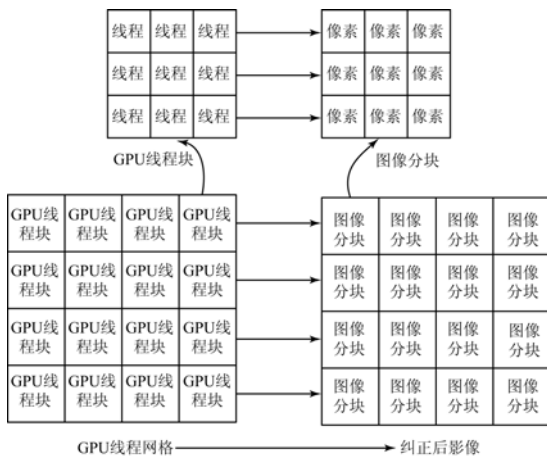 线程 线程 线程 像素 像素 像素
线程 线程 线程 像素 像素 像素
线程 线程 线程 像素 像素 像素
GPU线程块 图像分块
GPU线 GPU线 GPU线 GPU线 图像 图像 图像 图像
程块 程块 程块 程块 分块 分块 分块 分块
GPU线 GPU线 GPU线 GPU线 图像 图像 图像 图像
程块 程块 程块 程块 分块 分块 分块 分块
GPU线 GPU线 GPU线 GPU线 图像 图像 图像 图像
程块 程块 程块 程块 分块 分块 分块 分块
GPU线 GPU线 GPU线 GPU线 图像 图像 图像 图像
程块 程块 程块 程块 分块 分块 分块 分块
GPU线程网格 纠正后影像